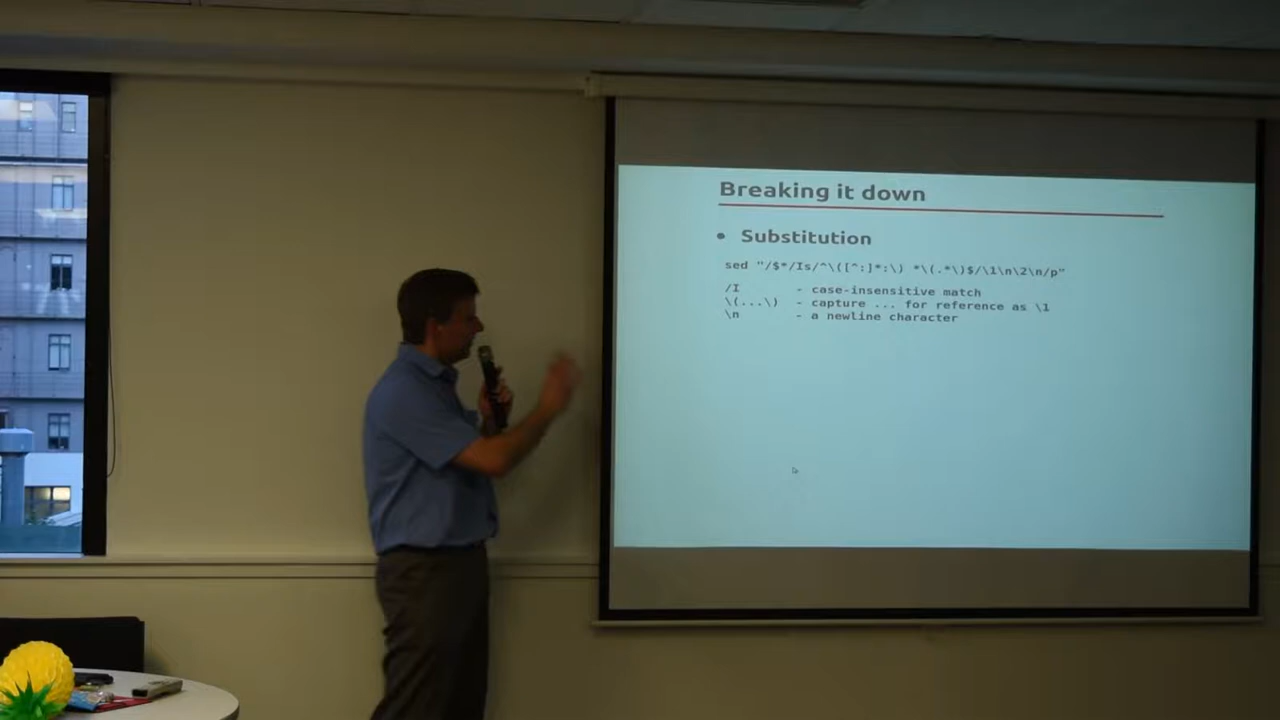 Breaking it down
• Substitution
sed "/$*/Is/^\([^:]*:\) *\(.*\)$/\1\n\2\n/p"
/I - case-insensitive match
\(...\) - capture ... for reference as \1
\n - a newline character